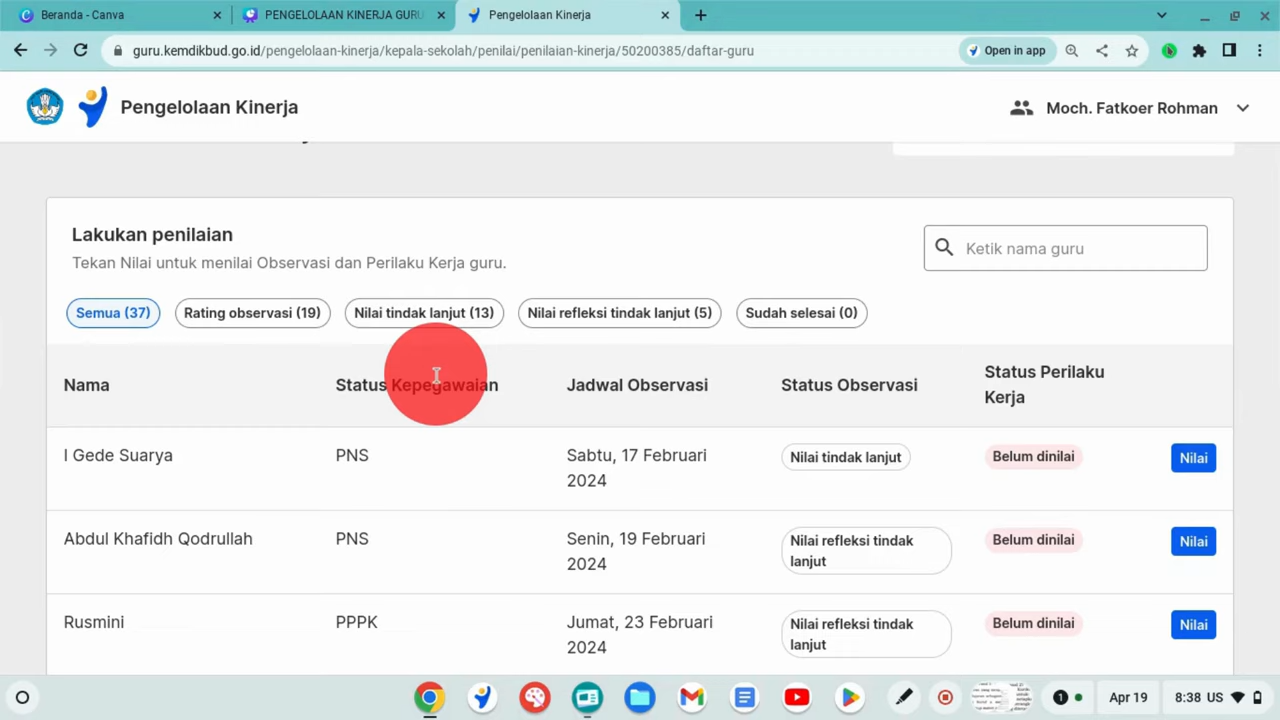 Beranda - Canva
PENGELOLAAN KINERJA GURU
Pengelolaan Kinerja
guru.kemdikbud.go.id/pengelolaan-kinerja/kepala-sekolah/penilai/penilaian-kinerja/50200385/daftar-guru
Open in app
Pengelolaan Kinerja
Moch. Fatkoer Rohman
Lakukan penilaian
Tekan Nilai untuk menilai Observasi dan Perilaku Kerja guru.
Ketik nama guru
Semua (37) Rating observasi (19) Nilai tindak lanjut (13) Nilai refleksi tindak lanjut (5) Sudah selesai (0)
Nama Status Kepegawaian Jadwal Observasi Status Observasi Status Perilaku
Kerja
I Gede Suarya PNS Sabtu, 17 Februari Nilai tindak lanjut Belum dinilai Nilai
2024
Abdul Khafidh Qodrullah PNS Senin, 19 Februari Nilai refleksi tindak Belum dinilai Nilai
2024 lanjut
Rusmini PPPK Jumat, 23 Februari Nilai refleksi tindak Belum dinilai Nilai
2024 lanjut
1 Apr 19 8:38 US